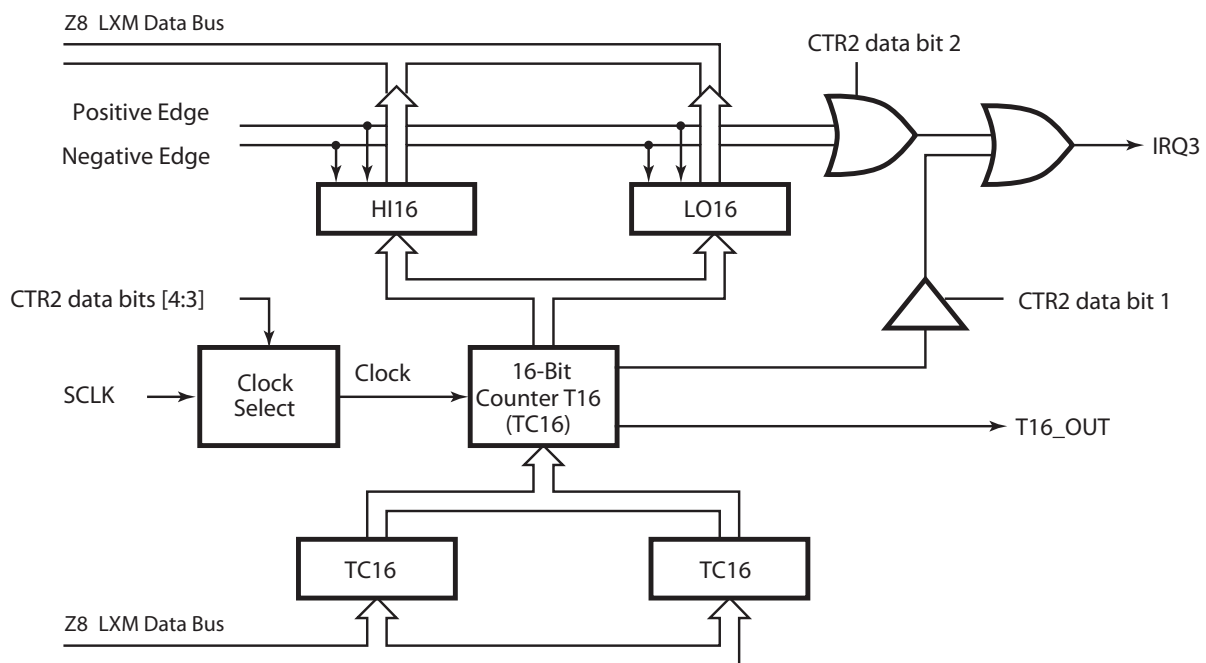 Z8 LXM Data Bus
CTR2 data bit 2
Positive Edge
Negative Edge
IRQ3
HI16
LO16
CTR2 data bits [4:3]
CTR2 data bit 1
SCLK
Clock
Select
Clock
16-Bit
Counter T16
(TC16)
T16_OUT
TC16
TC16
Z8 LXM Data Bus